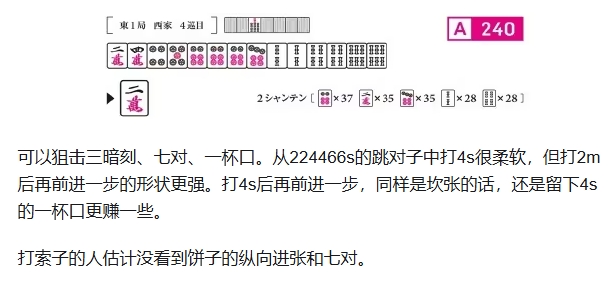 ［ 東1局 西家 4巡目 ］
A 240
2シャンテン［ ×37 ×35 ×35 ×28 ×28］
可以狙击三暗刻、七对、一杯口。从224466s的跳对子中打4s很柔软，但打2m
后再前进一步的形状更强。打4s后再前进一步，同样是坎张的话，还是留下4s
的一杯口更赚一些。
打索子的人估计没看到饼子的纵向进张和七对。